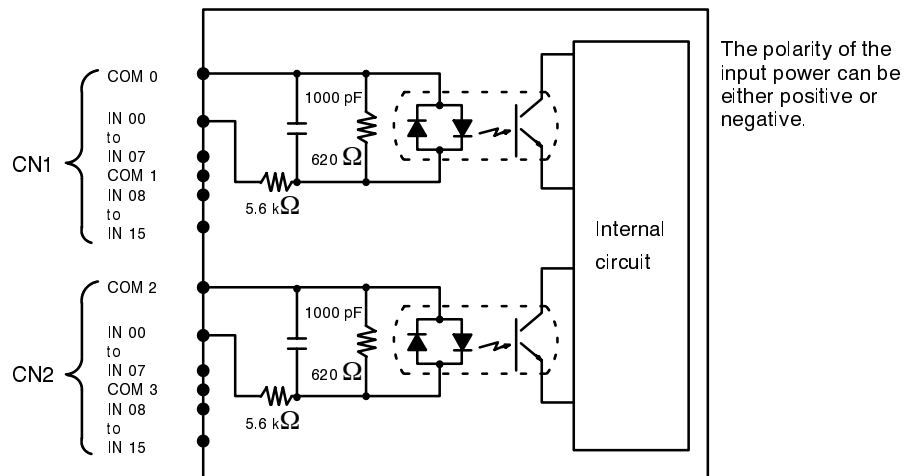 COM 0
IN 00
to
IN 07
COM 1
IN 08
to
IN 15
CN1
1000 pF
620 Ω
5.6 kΩ
COM 2
IN 00
to
IN 07
COM 3
IN 08
to
IN 15
CN2
1000 pF
620 Ω
5.6 kΩ
Internal
circuit
The polarity of the
input power can be
either positive or
negative.